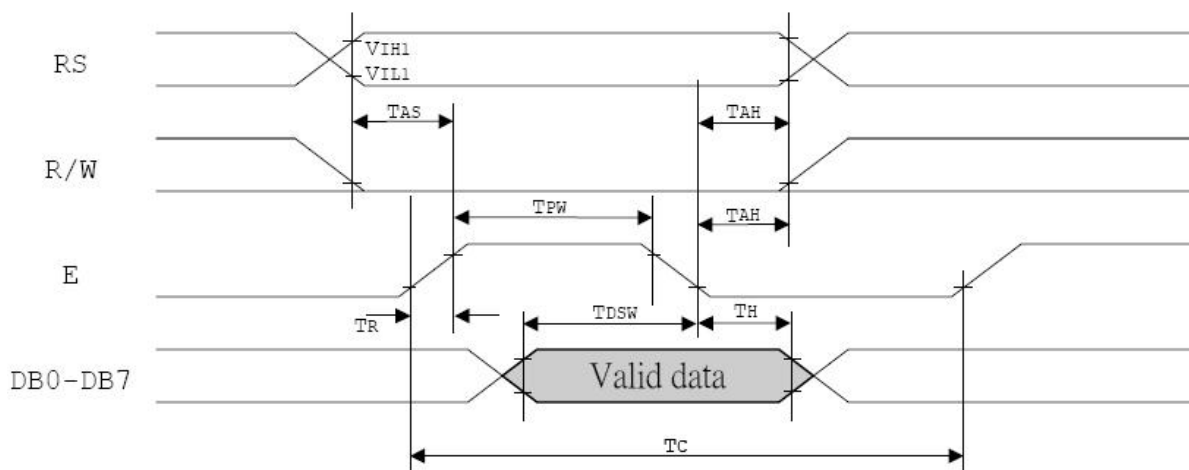 RS
VIH1
VIL1
TAS
TAH
R/W
TPW
TAH
E
TR
TDSW
TH
DB0-DB7
Valid data
TC